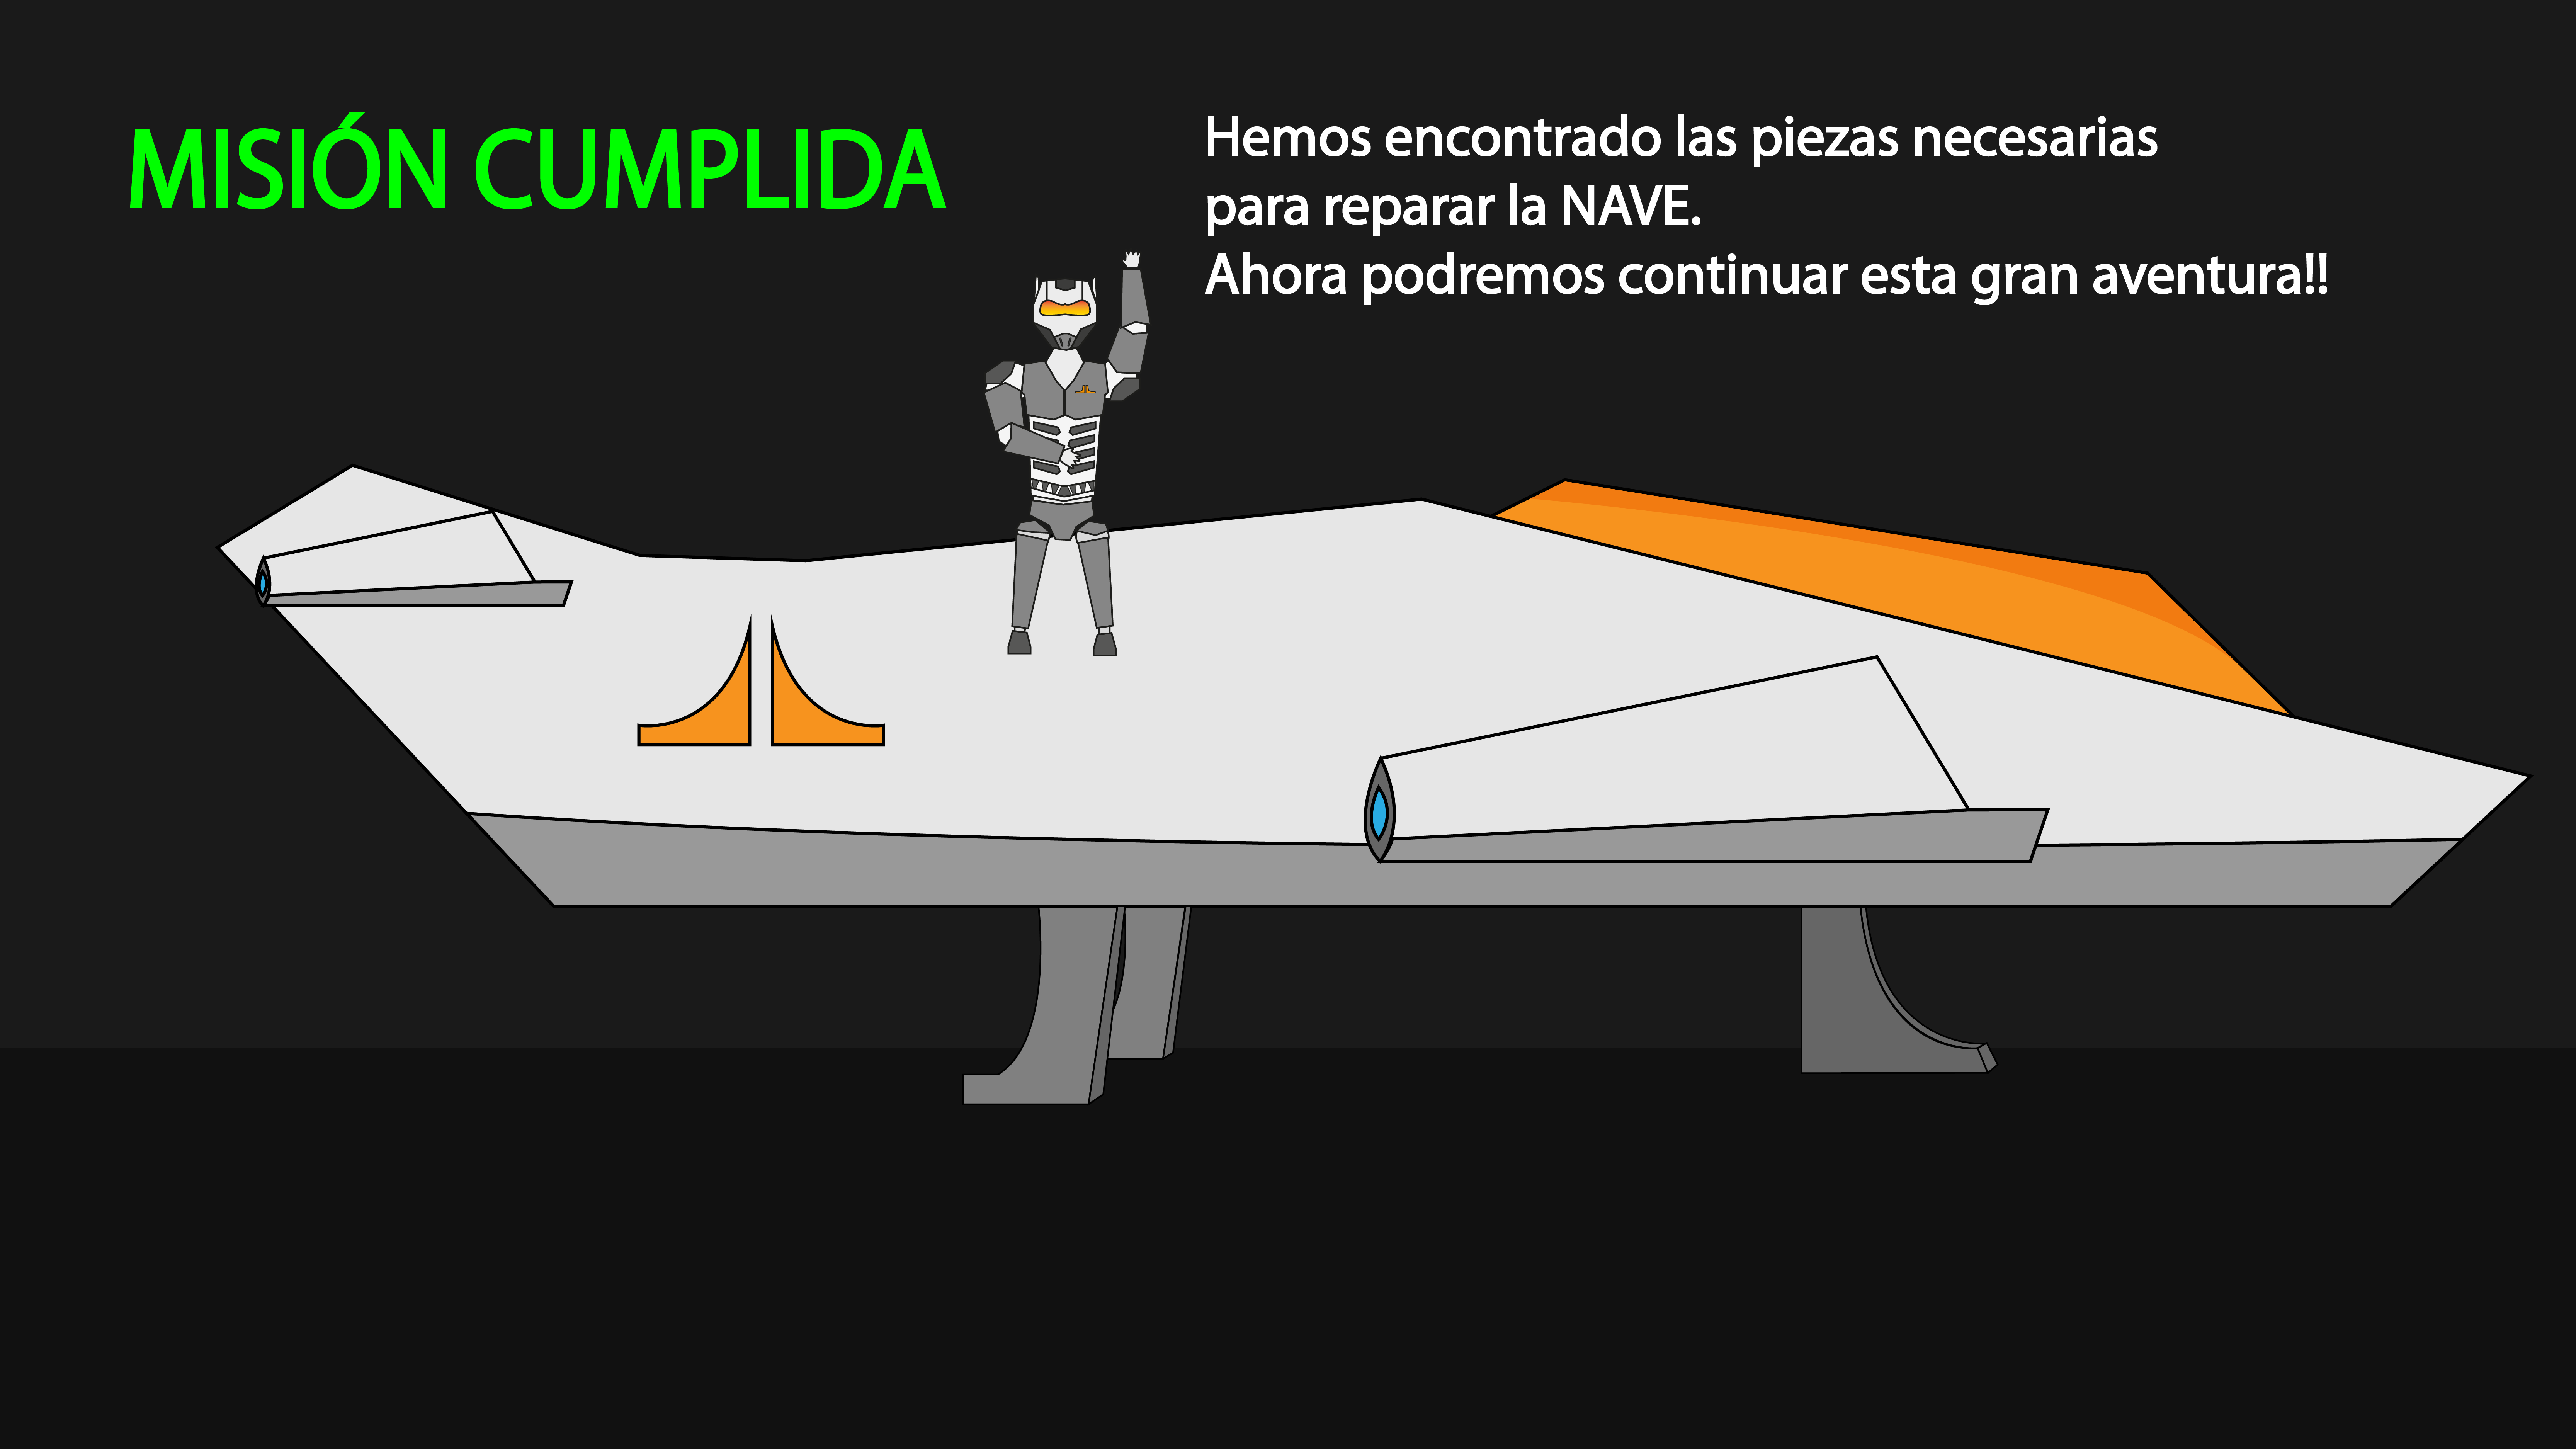 MISIÓN CUMPLIDA
Hemos encontrado las piezas necesarias
para reparar la NAVE.
Ahora podremos continuar esta gran aventura!!